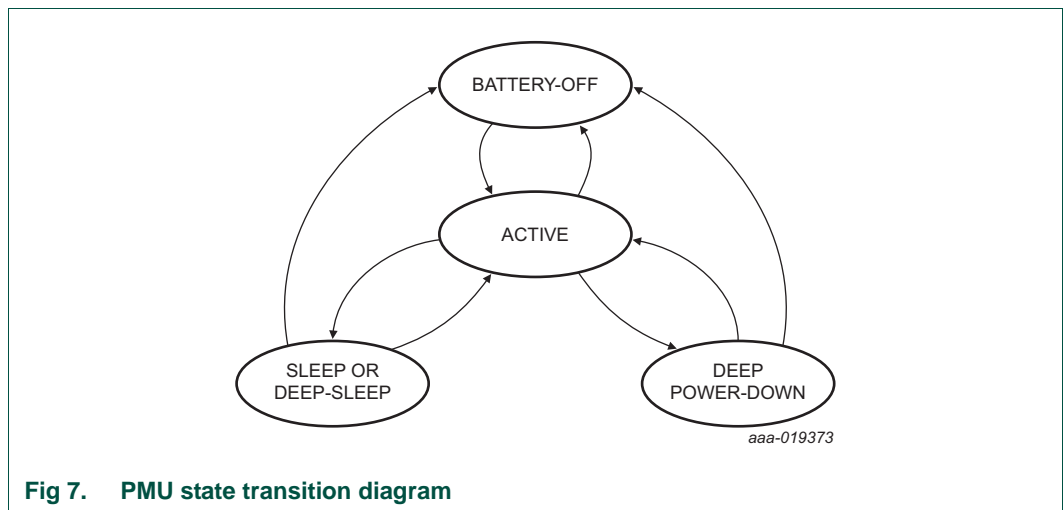 BATTERY-OFF
ACTIVE
SLEEP OR
DEEP-SLEEP
DEEP
POWER-DOWN
aaa-019373
Fig 7. PMU state transition diagram